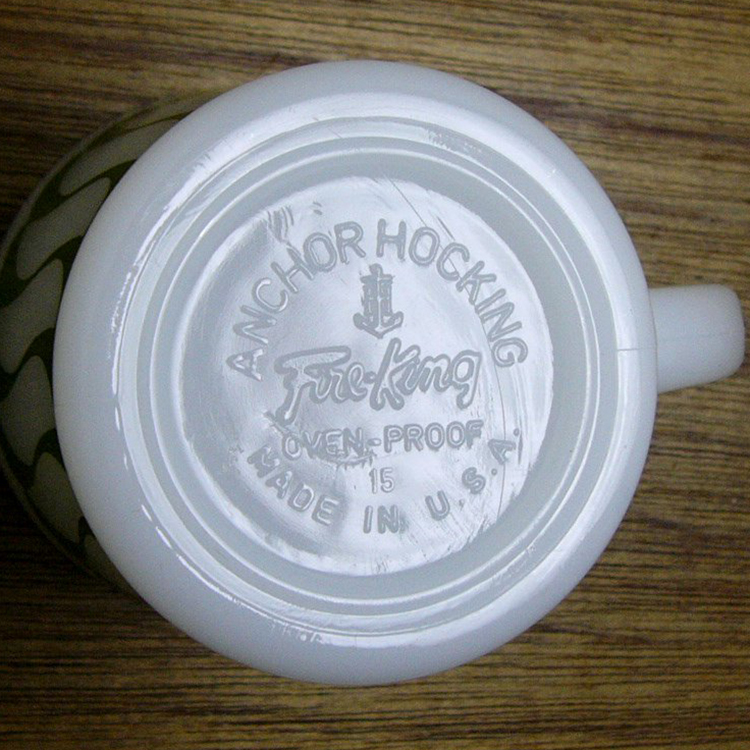 ANCHOR HOCKING
Fire-King
OVEN-PROOF
15
MADE IN U.S.A.